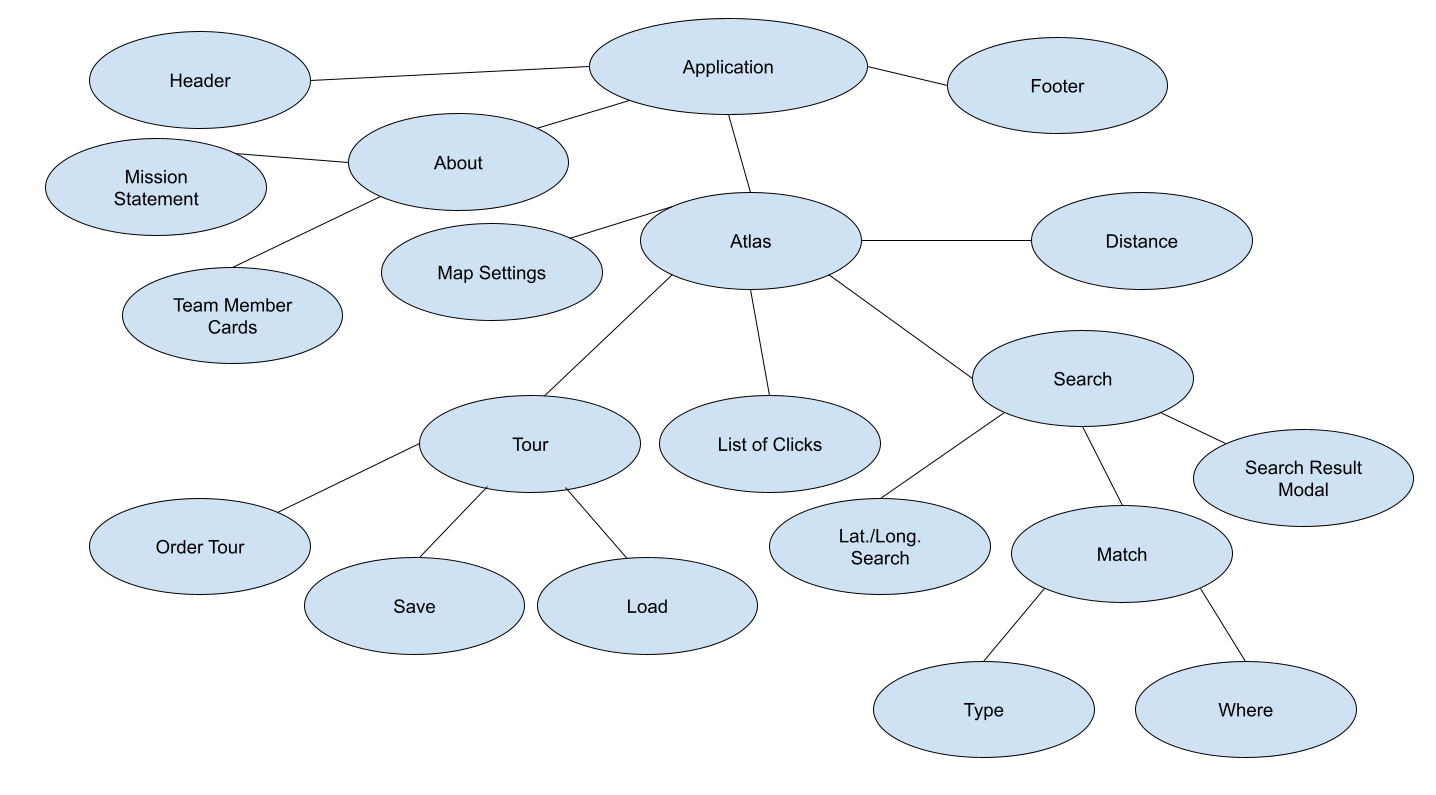 Application
Header
Footer
About
Mission
Statement
Atlas
Distance
Map Settings
Team Member
Cards
Search
Tour
List of Clicks
Search Result
Modal
Order Tour
Lat./Long.
Search
Match
Save
Load
Type
Where